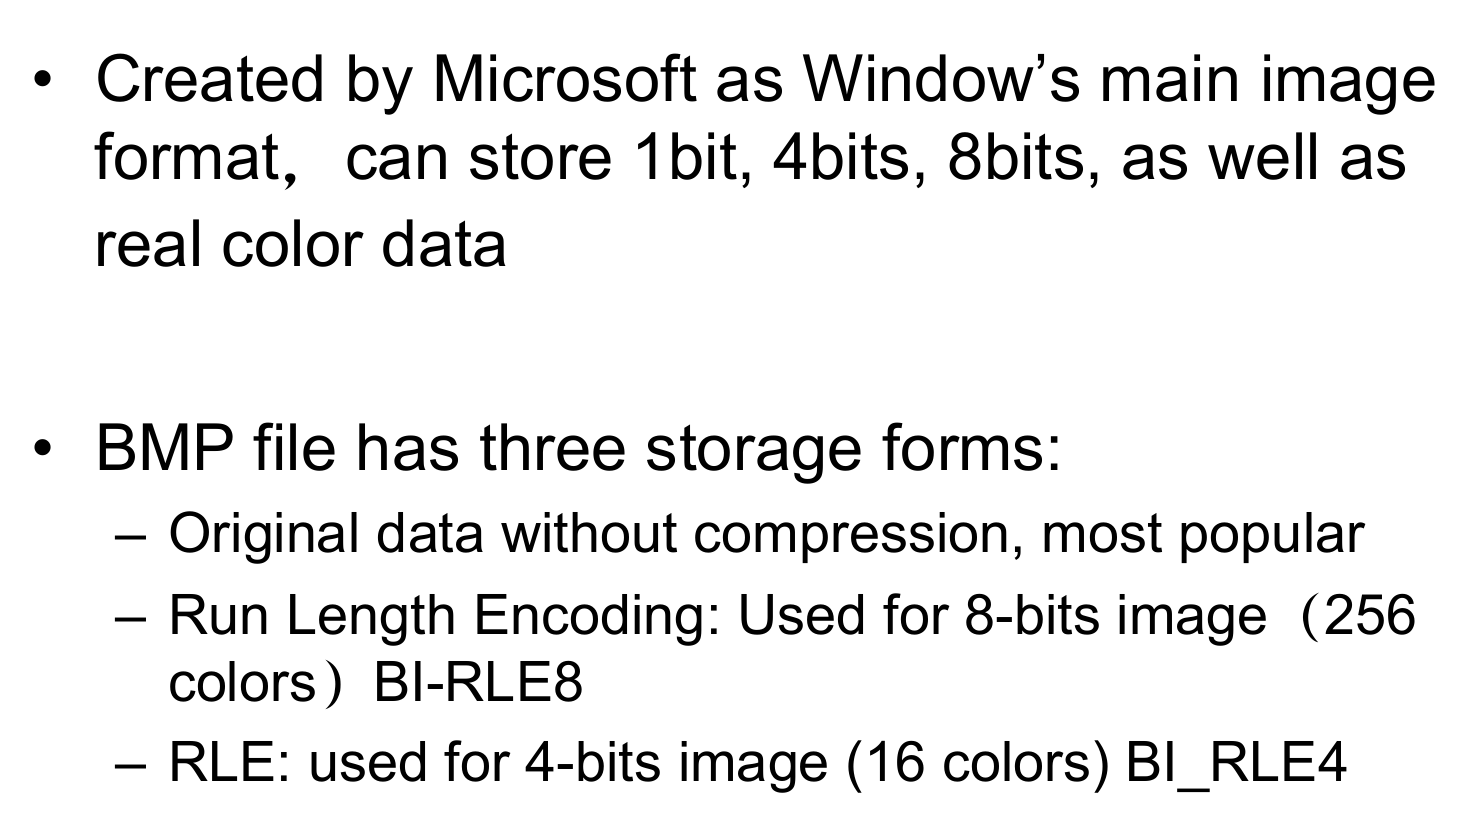 • Created by Microsoft as Window’s main image
format， can store 1bit, 4bits, 8bits, as well as
real color data
• BMP file has three storage forms:
– Original data without compression, most popular
– Run Length Encoding: Used for 8-bits image（256
colors）BI-RLE8
– RLE: used for 4-bits image (16 colors) BI_RLE4